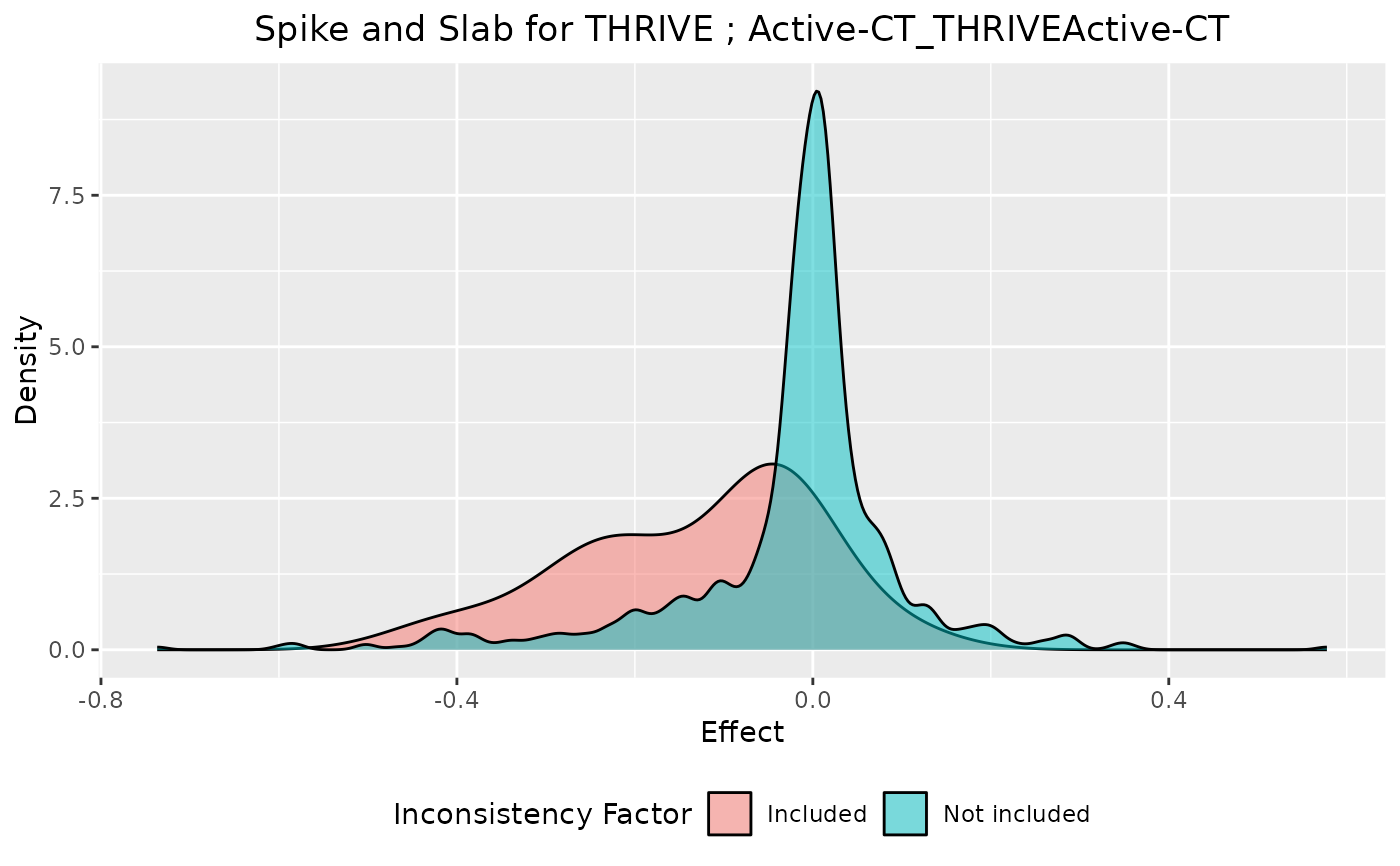 Spike and Slab for THRIVE ; Active-CT_THRIVEActive-CT
Density
7.5
5.0
2.5
0.0
-0.8 -0.4 0.0 0.4
Effect
Inconsistency Factor Included Not included